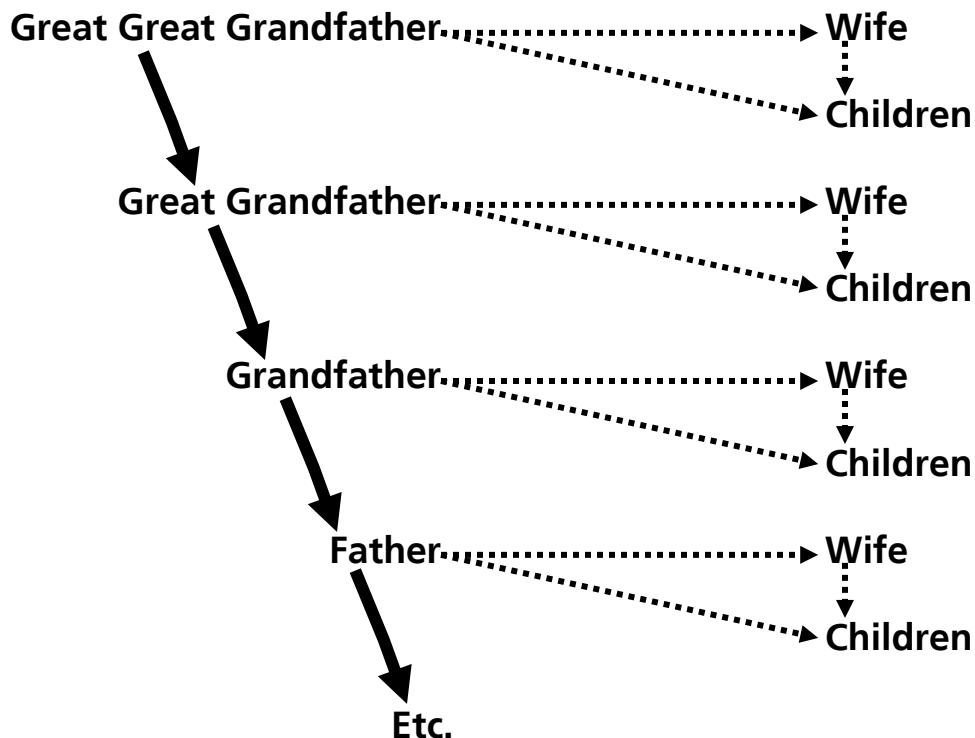 Great Great Grandfather Wife
Children
Great Grandfather Wife
Children
Grandfather Wife
Children
Father Wife
Children
Etc.